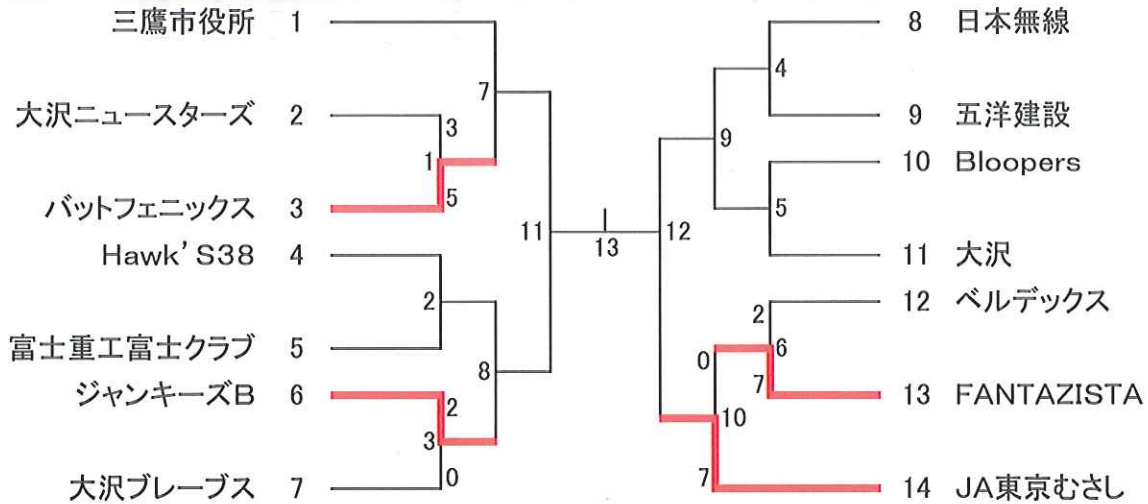 三鷹市役所 1
大沢ニュースターズ 2
バットフェニックス 3
Hawk'S38 4
富士重工富士クラブ 5
ジャンキーズB 6
大沢ブレーブス 7
7
3
1
5
2
8
2
3
0
11
13
12
9
4
5
2
6
7
0
10
7
8 日本無線
9 五洋建設
10 Bloopers
11 大沢
12 ベルデックス
13 FANTAZISTA
14 JA東京むさし